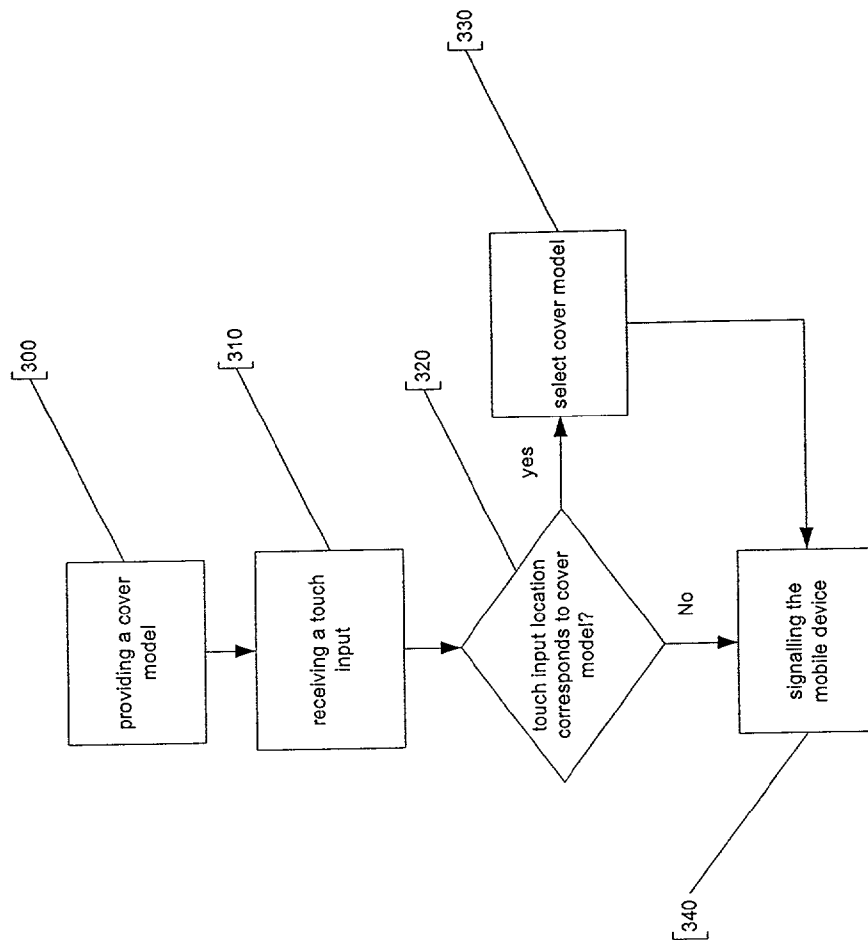 [300]
providing a cover
model
[310]
receiving a touch
input
[320]
touch input location
corresponds to cover
model?
yes
[330]
select cover model
No
signalling the
mobile device
[340]